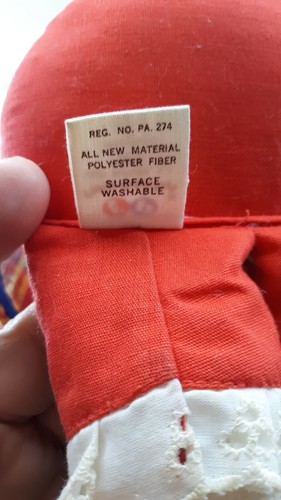 REG. NO. PA. 274
ALL NEW MATERIAL
POLYESTER FIBER
SURFACE
WASHABLE